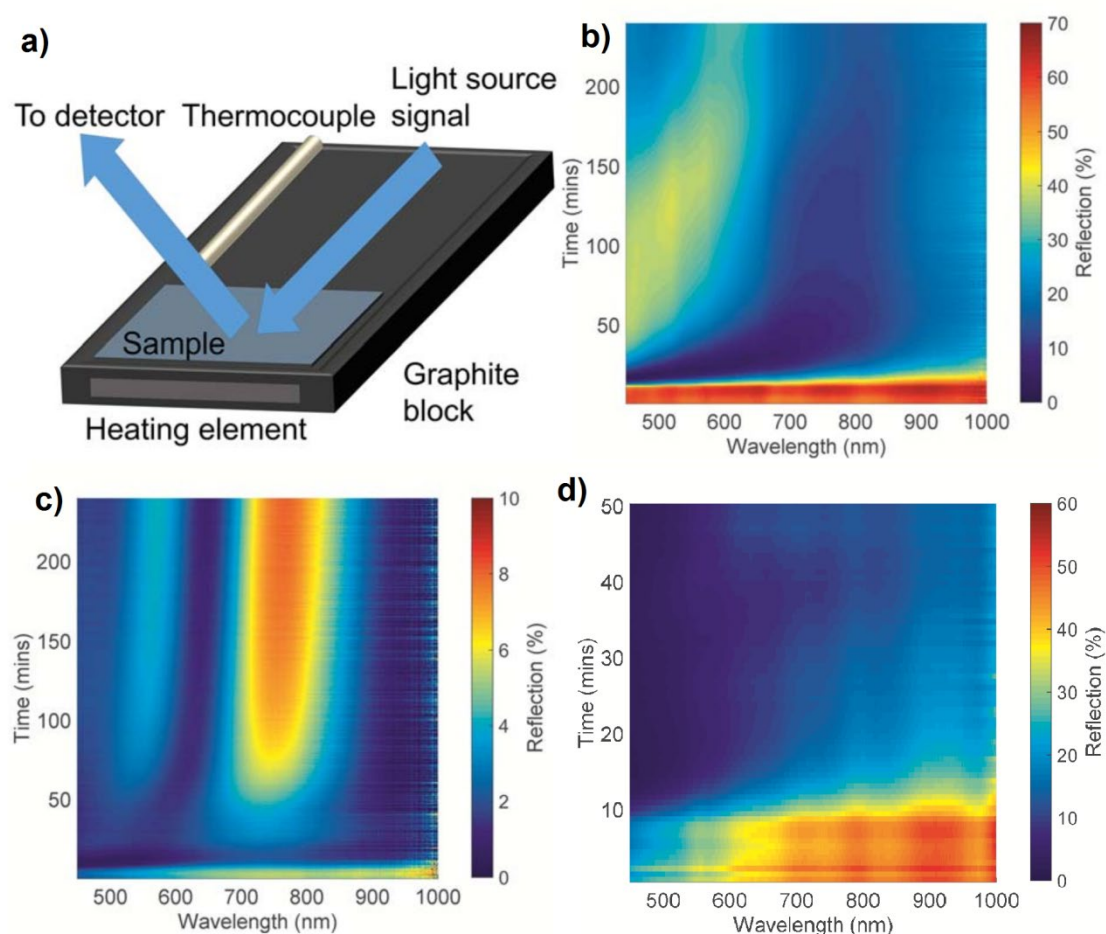 a)
To detector
Thermocouple
Light source
signal
Sample
Graphite
block
Heating element
b)
200
150
100
50
Time (mins)
500 600 700 800 900 1000
Wavelength (nm)
70
60
50
40
30
20
10
0
Reflection (%)
c)
200
150
100
50
Time (mins)
500 600 700 800 900 1000
Wavelength (nm)
10
8
6
4
2
0
Reflection (%)
d)
50
40
30
20
10
Time (mins)
500 600 700 800 900 1000
Wavelength (nm)
60
50
40
30
20
10
0
Reflection (%)